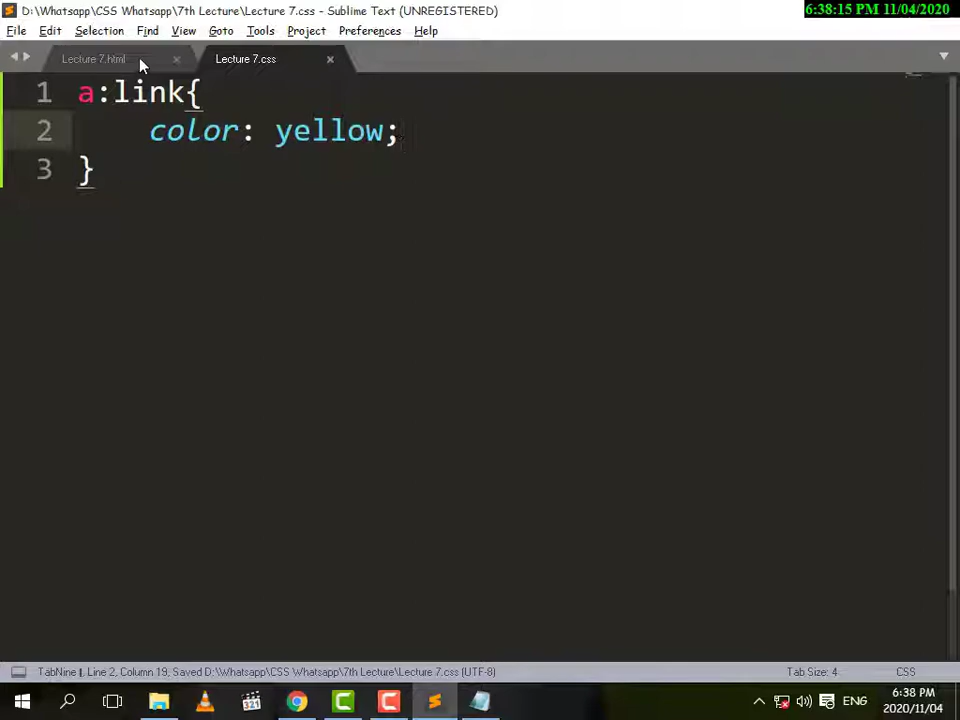 D:\Whatsapp\CSS Whatsapp\7th Lecture\Lecture 7.css - Sublime Text (UNREGISTERED)
6:38:15 PM 11/04/2020
File Edit Selection Find View Goto Tools Project Preferences Help
Lecture 7.html Lecture 7.css
1 a:link{
2 color: yellow;
3 }
TabNine 1, Line 2, Column 19, Saved D:\Whatsapp\CSS Whatsapp\7th Lecture\Lecture 7.css (UTF-8) Tab Size: 4 CSS
321
ENG
6:38 PM
2020/11/04